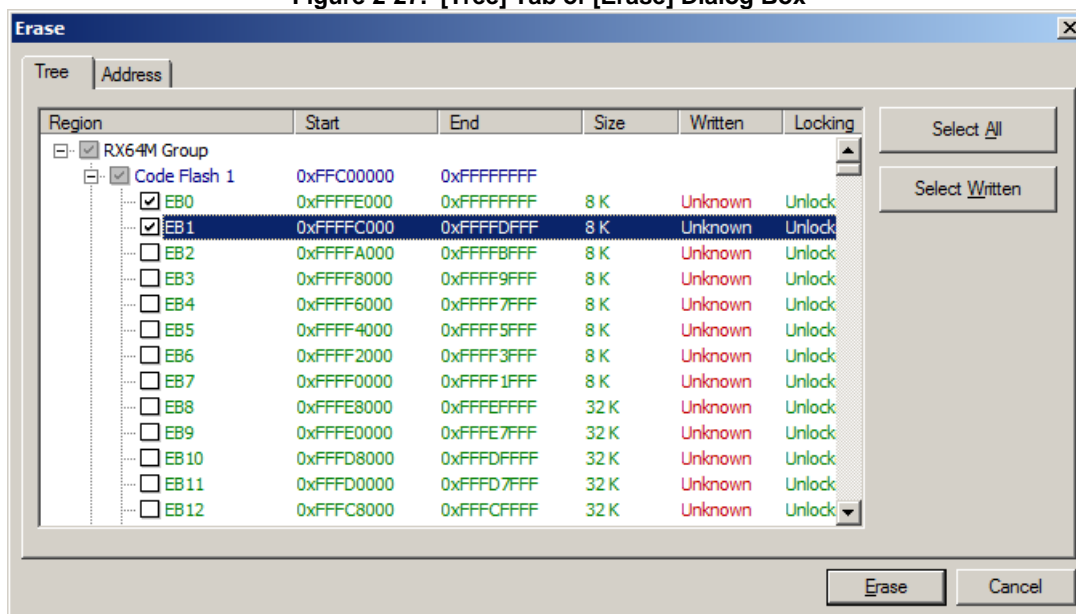 Figure 2-27. [Tree] Tab of [Erase] Dialog Box
Erase
Tree Address
Region Start End Size Written Locking
RX64M Group
Code Flash 1 0xFFC00000 0xFFFFFFFF
EB0 0xFFFFE000 0xFFFFFFFF 8 K Unknown Unlock
EB1 0xFFFFC000 0xFFFFDFFF 8 K Unknown Unlock
EB2 0xFFFFA000 0xFFFFBFFF 8 K Unknown Unlock
EB3 0xFFFF8000 0xFFFF9FFF 8 K Unknown Unlock
EB4 0xFFFF6000 0xFFFF7FFF 8 K Unknown Unlock
EB5 0xFFFF4000 0xFFFF5FFF 8 K Unknown Unlock
EB6 0xFFFF2000 0xFFFF3FFF 8 K Unknown Unlock
EB7 0xFFFF0000 0xFFFF1FFF 8 K Unknown Unlock
EB8 0xFFFE8000 0xFFFEFFFF 32 K Unknown Unlock
EB9 0xFFFE0000 0xFFFE7FFF 32 K Unknown Unlock
EB10 0xFFFD8000 0xFFFDFFFF 32 K Unknown Unlock
EB11 0xFFFD0000 0xFFFD7FFF 32 K Unknown Unlock
EB12 0xFFFC8000 0xFFFCFFFF 32 K Unknown Unlock
Select All
Select Written
Erase Cancel